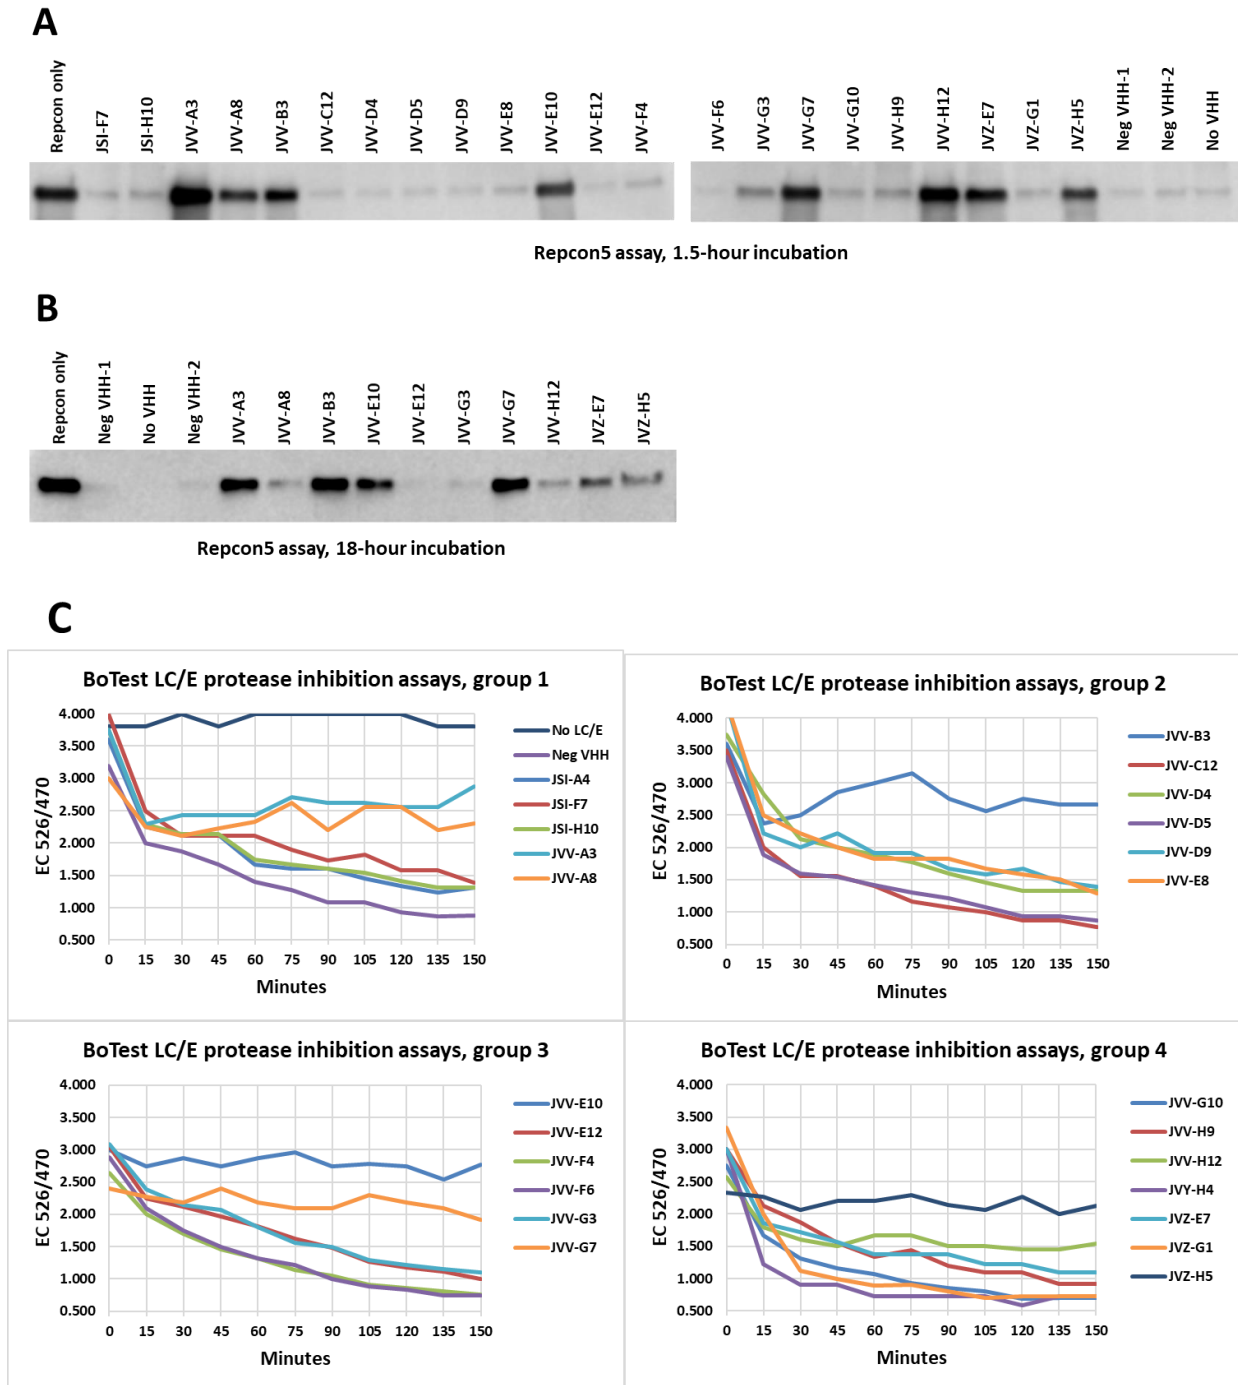 A
Repcon only
JSI-F7
JSI-H10
JVV-A3
JVV-A8
JVV-B3
JVV-C12
JVV-D4
JVV-D5
JVV-D9
JVV-E8
JVV-E10
JVV-E12
JVV-F4
JVV-F6
JVV-G3
JVV-G7
JVV-G10
JVV-H9
JVV-H12
JVZ-E7
JVZ-G1
JVZ-H5
Neg VHH-1
Neg VHH-2
No VHH
Repcon5 assay, 1.5-hour incubation
B
Repcon only
Neg VHH-1
No VHH
Neg VHH-2
JVV-A3
JVV-A8
JVV-B3
JVV-E10
JVV-E12
JVV-G3
JVV-G7
JVV-H12
JVZ-E7
JVZ-H5
Repcon5 assay, 18-hour incubation
C
BoTest LC/E protease inhibition assays, group 1
EC 526/470
4.000
3.500
3.000
2.500
2.000
1.500
1.000
0.500
0 15 30 45 60 75 90 105 120 135 150
Minutes
No LC/E
Neg VHH
JSI-A4
JSI-F7
JSI-H10
JVV-A3
JVV-A8
BoTest LC/E protease inhibition assays, group 2
EC 526/470
4.000
3.500
3.000
2.500
2.000
1.500
1.000
0.500
0 15 30 45 60 75 90 105 120 135 150
Minutes
JVV-B3
JVV-C12
JVV-D4
JVV-D5
JVV-D9
JVV-E8
BoTest LC/E protease inhibition assays, group 3
EC 526/470
4.000
3.500
3.000
2.500
2.000
1.500
1.000
0.500
0 15 30 45 60 75 90 105 120 135 150
Minutes
JVV-E10
JVV-E12
JVV-F4
JVV-F6
JVV-G3
JVV-G7
BoTest LC/E protease inhibition assays, group 4
EC 526/470
4.000
3.500
3.000
2.500
2.000
1.500
1.000
0.500
0 15 30 45 60 75 90 105 120 135 150
Minutes
JVV-G10
JVV-H9
JVV-H12
JVY-H4
JVZ-E7
JVZ-G1
JVZ-H5